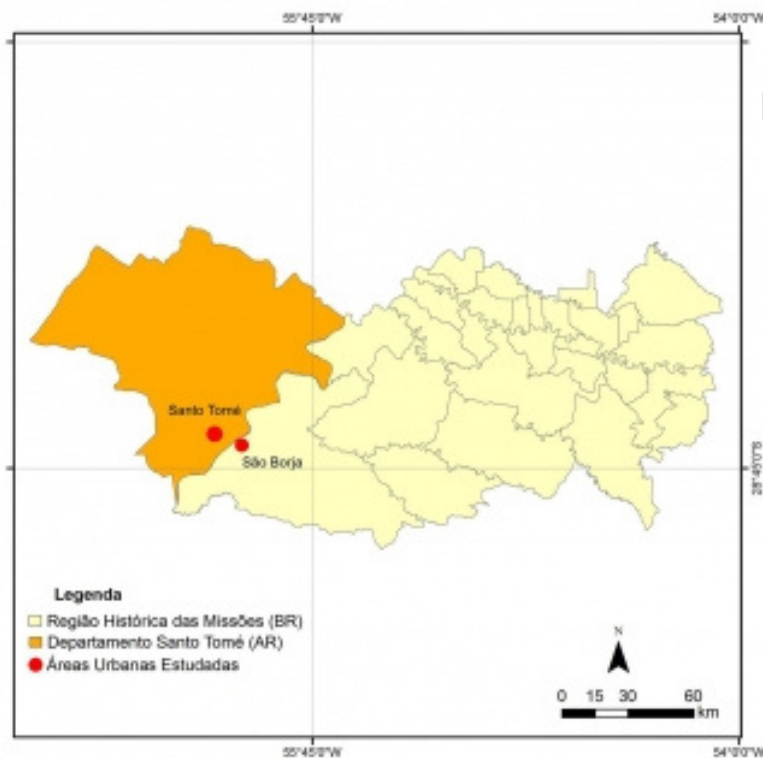 55°45'0"W
54°0'0"W
Santo Tomé
São Borja
28°45'0"S
Legenda
Região Histórica das Missões (BR)
Departamento Santo Tomé (AR)
Áreas Urbanas Estudadas
N
0 15 30 60
km
55°45'0"W
54°0'0"W